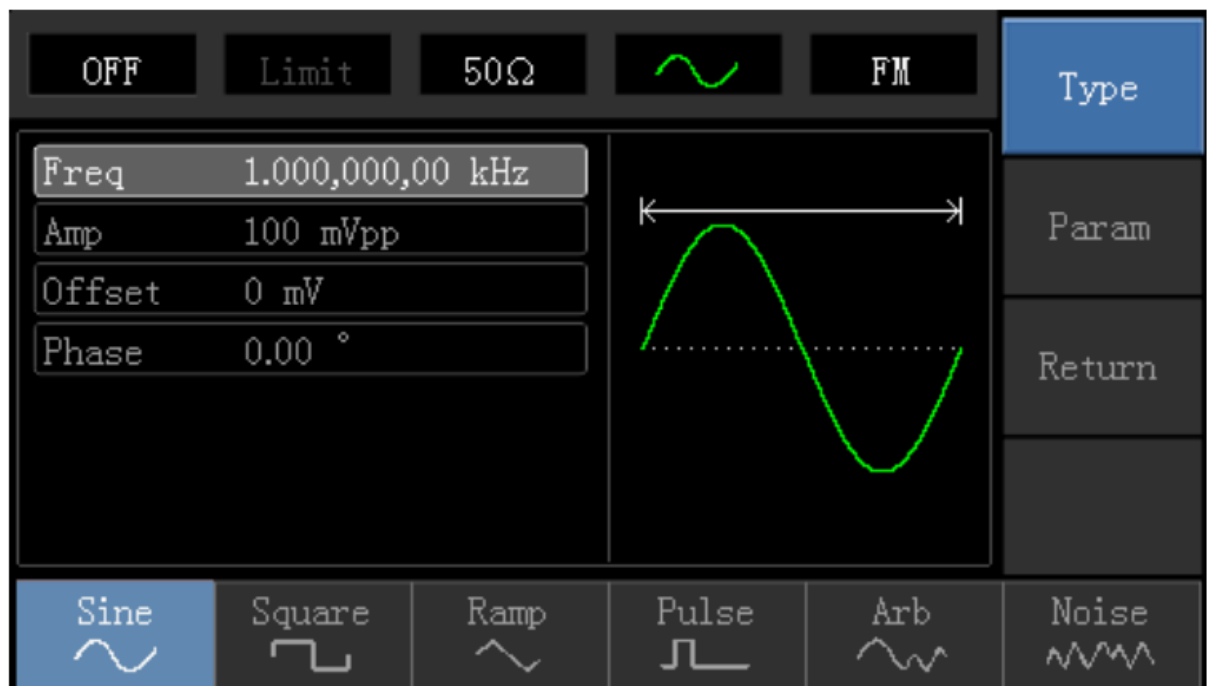 OFF Limit 50Ω FM
Type
Freq 1.000,000,00 kHz
Amp 100 mVpp
Offset 0 mV
Phase 0.00 °
Param
Return
Sine Square Ramp Pulse Arb Noise